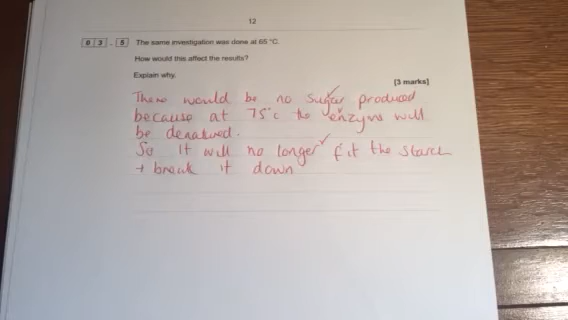 12
0 3 . 5 The same investigation was done at 65 °C.
How would this affect the results?
Explain why.
[3 marks]
There would be no sugar produced
because at 75°c the enzyme will
be denatured.
So it will no longer fit the starch
+ break it down